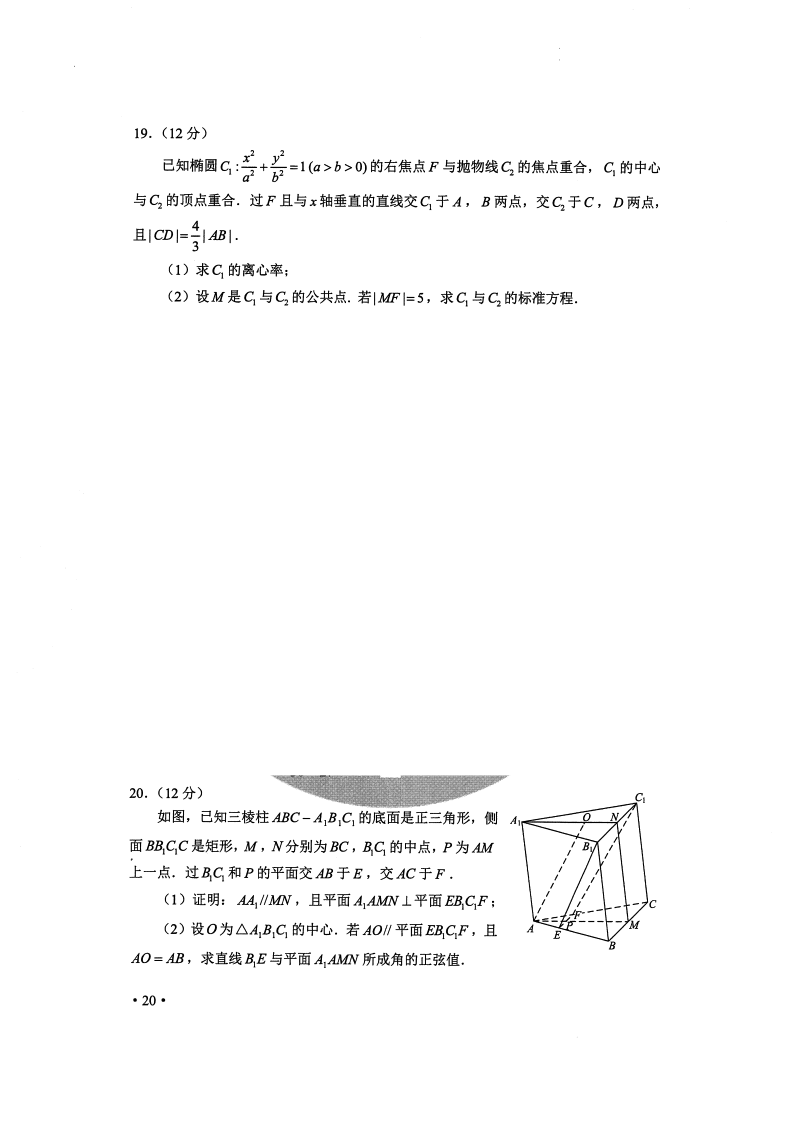 19.（12 分）
已知椭圆 $C_1:\frac{x^2}{a^2}+\frac{y^2}{b^2}=1(a>b>0)$ 的右焦点 F 与抛物线 $C_2$ 的焦点重合， $C_1$ 的中心
与 $C_2$ 的顶点重合．过 F 且与 x 轴垂直的直线交 $C_1$ 于 A ， B 两点，交 $C_2$ 于 C ， D 两点，
且 $|CD|=\frac{4}{3}|AB|$ ．
（1）求 $C_1$ 的离心率；
（2）设 M 是 $C_1$ 与 $C_2$ 的公共点．若 $|MF|=5$ ，求 $C_1$ 与 $C_2$ 的标准方程．
20.（12 分）
如图，已知三棱柱 $ABC-A_1B_1C_1$ 的底面是正三角形，侧
面 $BB_1C_1C$ 是矩形，M ，N 分别为 BC ，$B_1C_1$ 的中点，P 为 AM
上一点．过 $B_1C_1$ 和 P 的平面交 AB 于 E ，交 AC 于 F ．
（1）证明： $AA_1//MN$ ，且平面 $A_1AMN$ ⊥平面 $EB_1C_1F$ ；
（2）设 O 为△$A_1B_1C_1$ 的中心．若 AO// 平面 $EB_1C_1F$ ，且
AO = AB ，求直线 $B_1E$ 与平面 $A_1AMN$ 所成角的正弦值．
$C_1$
$A_1$ O N
$B_1$
F C
A E P M
B
· 20 ·